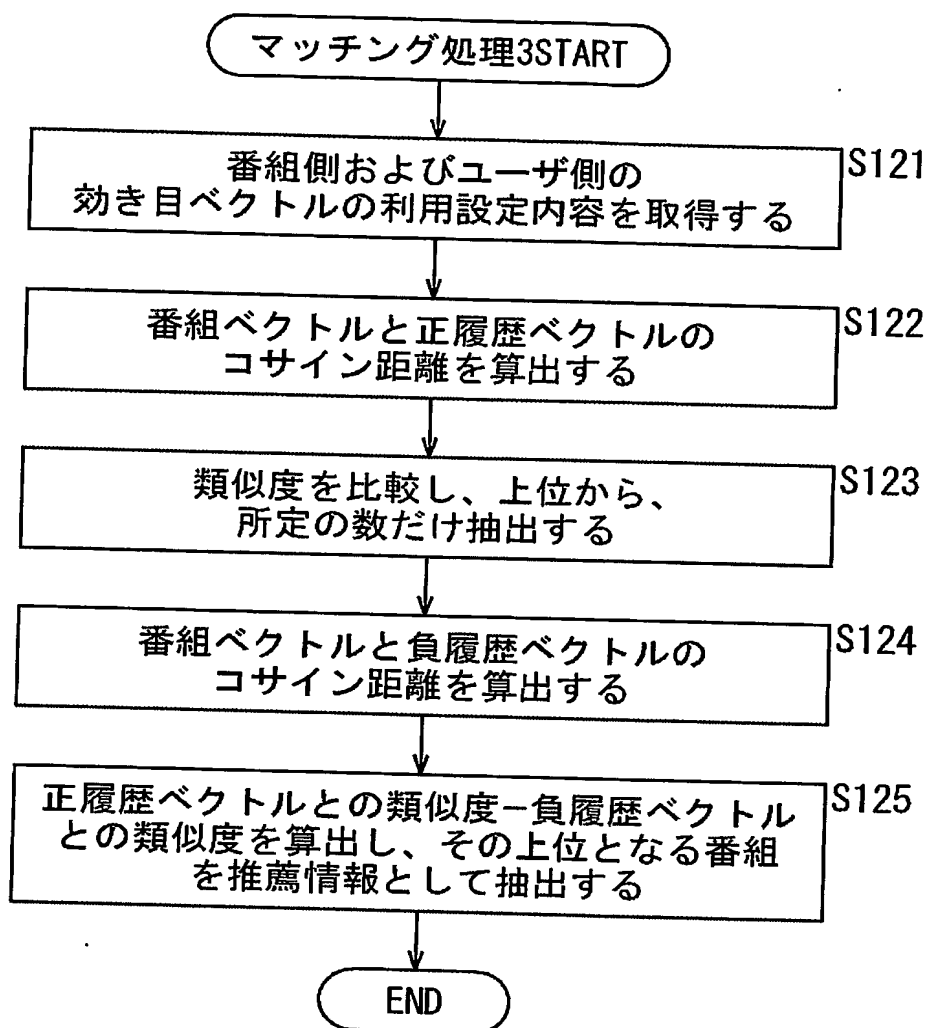 マッチング処理3START
番組側およびユーザ側の
効き目ベクトルの利用設定内容を取得する
S121
番組ベクトルと正履歴ベクトルの
コサイン距離を算出する
S122
類似度を比較し、上位から、
所定の数だけ抽出する
S123
番組ベクトルと負履歴ベクトルの
コサイン距離を算出する
S124
正履歴ベクトルとの類似度−負履歴ベクトル
との類似度を算出し、その上位となる番組
を推薦情報として抽出する
S125
END